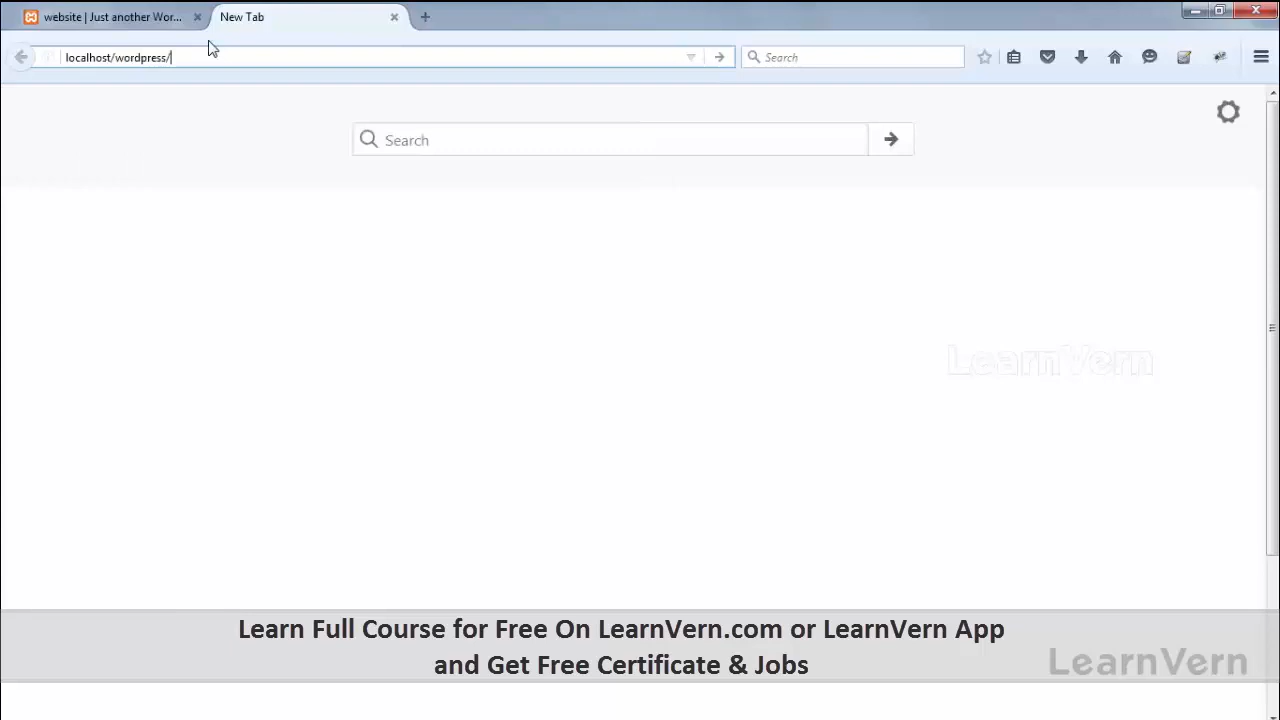 website | Just another Wor...
New Tab
localhost/wordpress/
Search
Search
LearnVern
Learn Full Course for Free On LearnVern.com or LearnVern App
and Get Free Certificate & Jobs
LearnVern